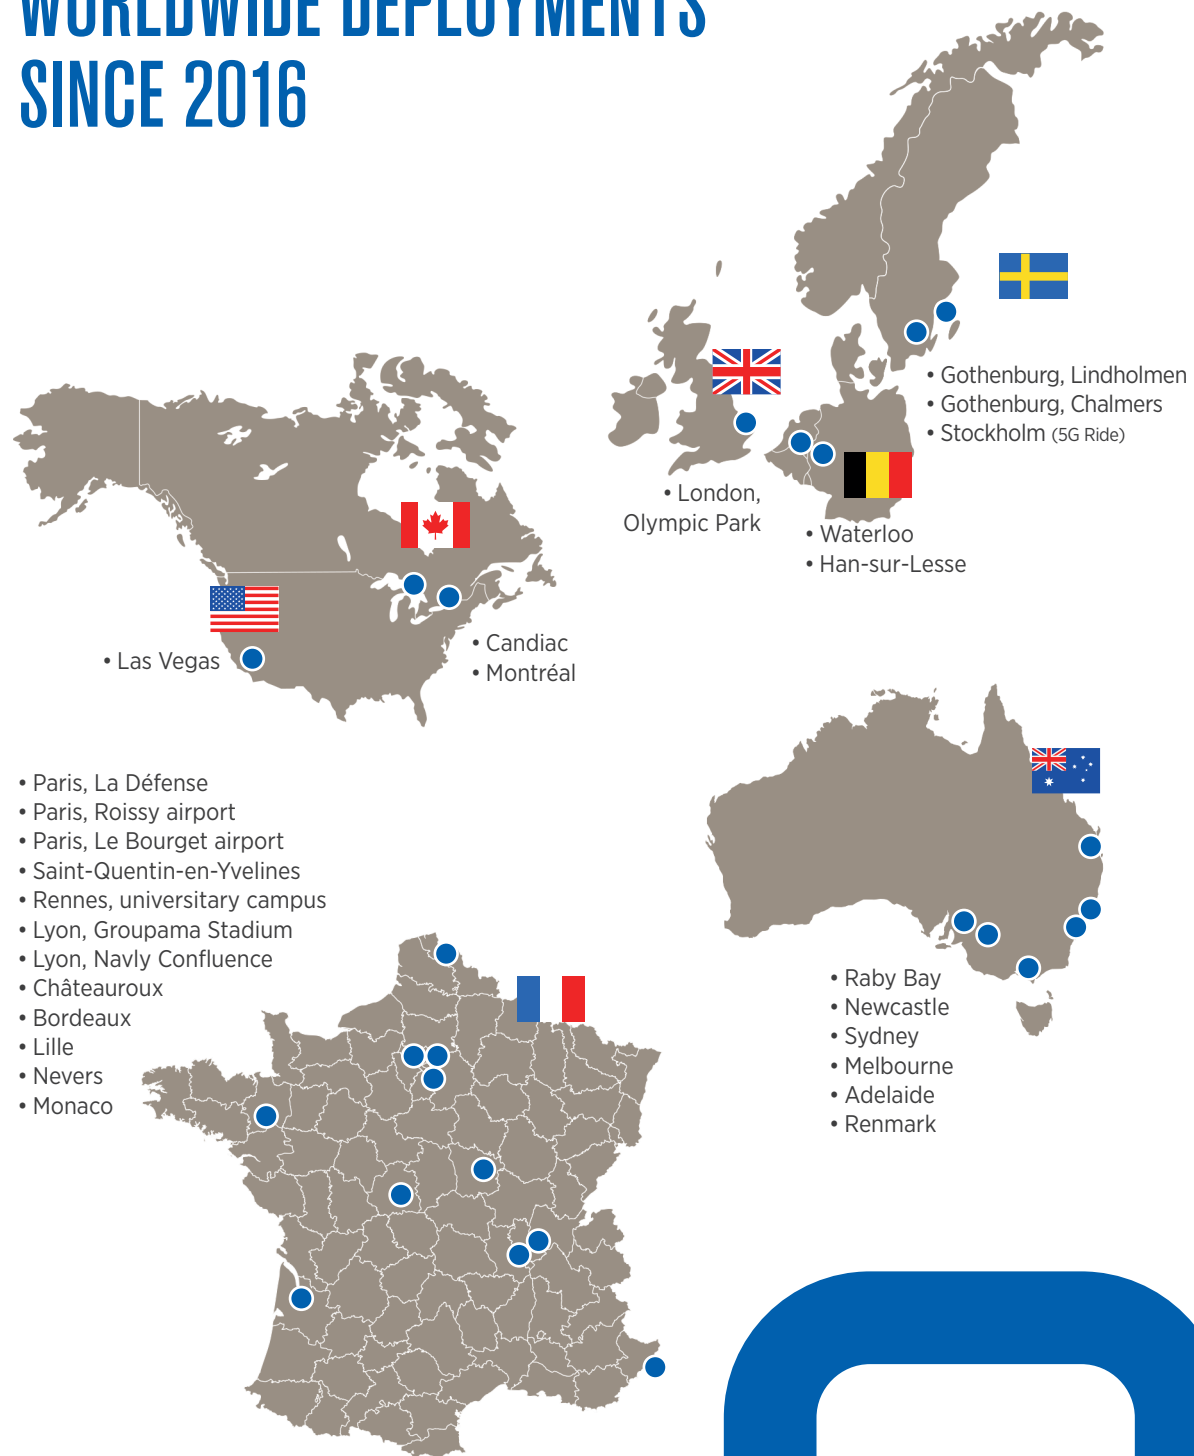 WORLDWIDE DEPLOYMENTS
SINCE 2016
• Gothenburg, Lindholmen
• Gothenburg, Chalmers
• Stockholm (5G Ride)
• London,
Olympic Park
• Waterloo
• Han-sur-Lesse
• Las Vegas
• Candiac
• Montréal
• Paris, La Défense
• Paris, Roissy airport
• Paris, Le Bourget airport
• Saint-Quentin-en-Yvelines
• Rennes, universitary campus
• Lyon, Groupama Stadium
• Lyon, Navly Confluence
• Châteauroux
• Bordeaux
• Lille
• Nevers
• Monaco
• Raby Bay
• Newcastle
• Sydney
• Melbourne
• Adelaide
• Renmark